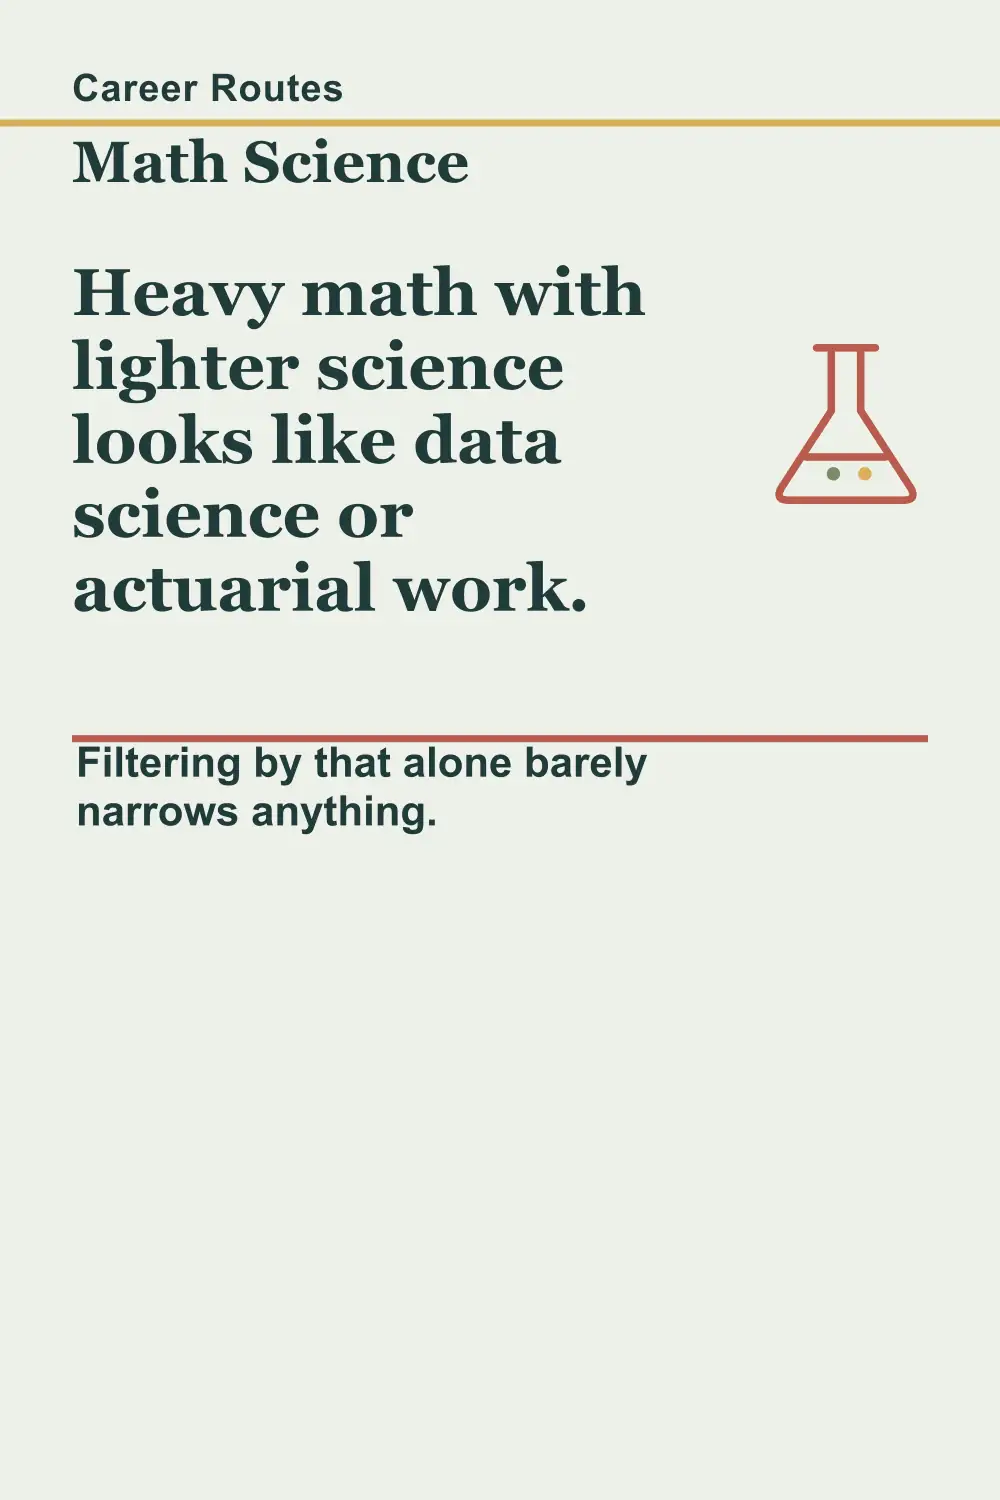 Career Routes
Math Science
Heavy math with
lighter science
looks like data
science or
actuarial work.
Filtering by that alone barely
narrows anything.